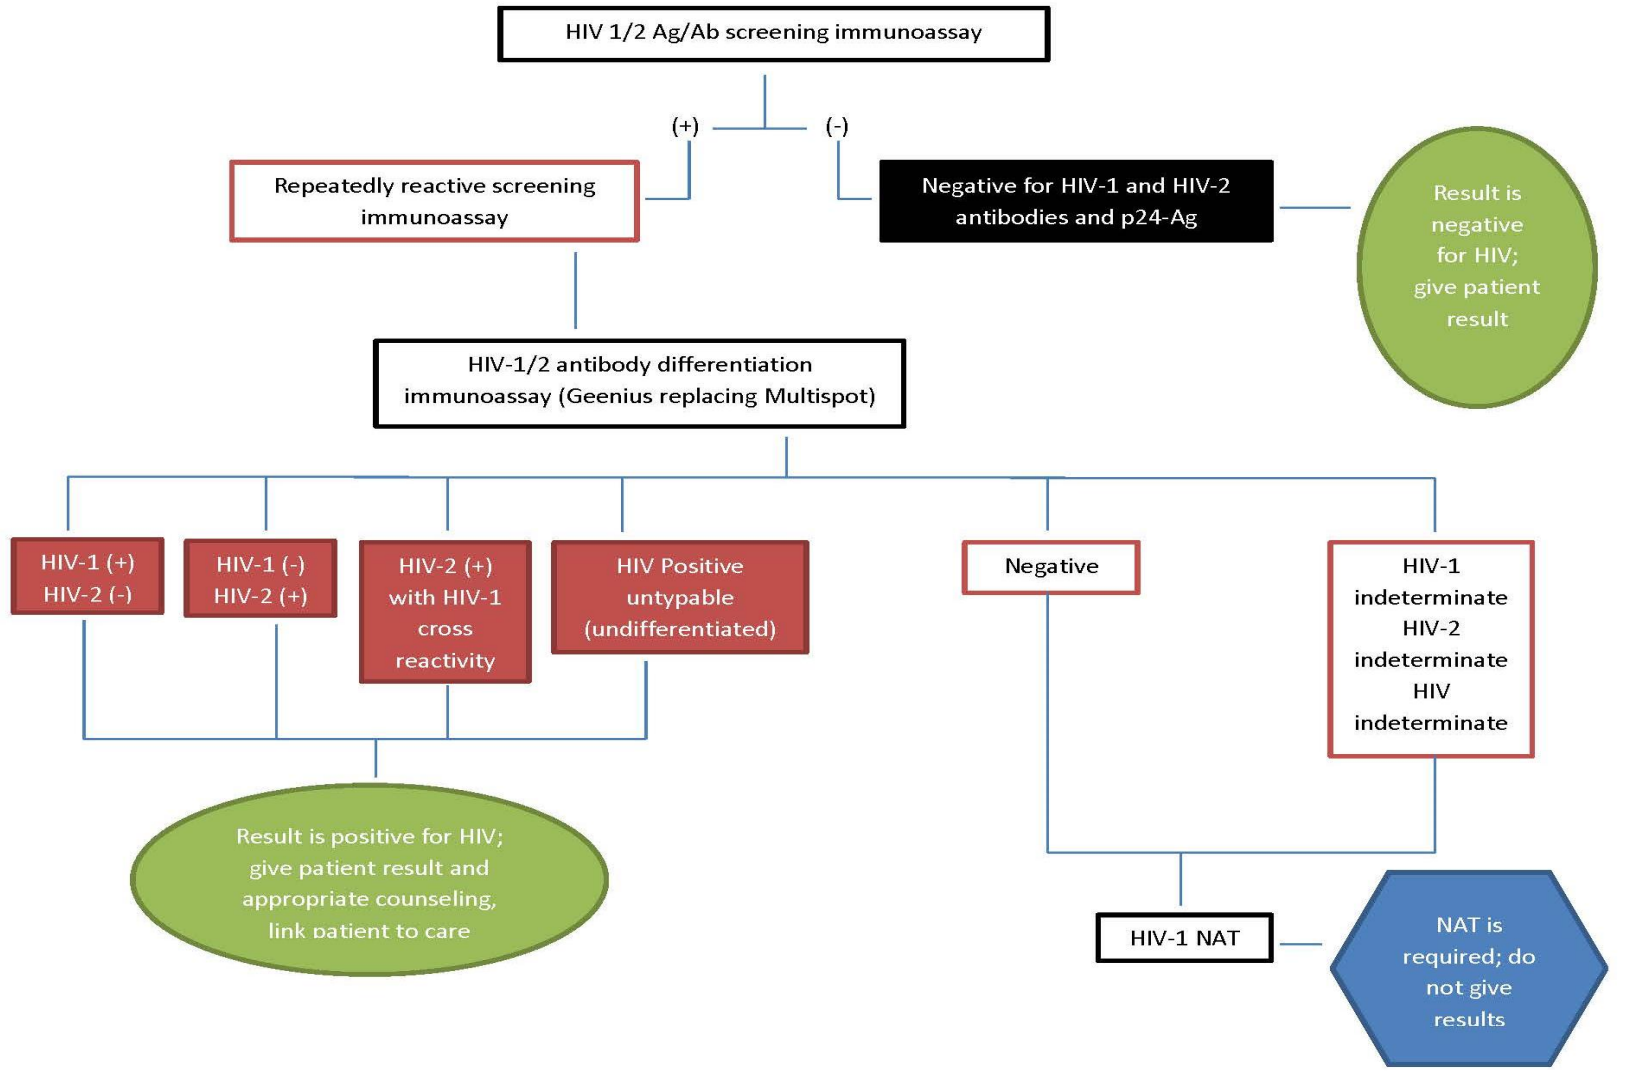 HIV 1/2 Ag/Ab screening immunoassay
(+)
(-)
Repeatedly reactive screening
immunoassay
Negative for HIV-1 and HIV-2
antibodies and p24-Ag
Result is
negative
for HIV;
give patient
result
HIV-1/2 antibody differentiation
immunoassay (Geenius replacing Multispot)
HIV-1 (+)
HIV-2 (-)
HIV-1 (-)
HIV-2 (+)
HIV-2 (+)
with HIV-1
cross
reactivity
HIV Positive
untypable
(undifferentiated)
Negative
HIV-1
indeterminate
HIV-2
indeterminate
HIV
indeterminate
Result is positive for HIV;
give patient result and
appropriate counseling,
link patient to care
HIV-1 NAT
NAT is
required; do
not give
results